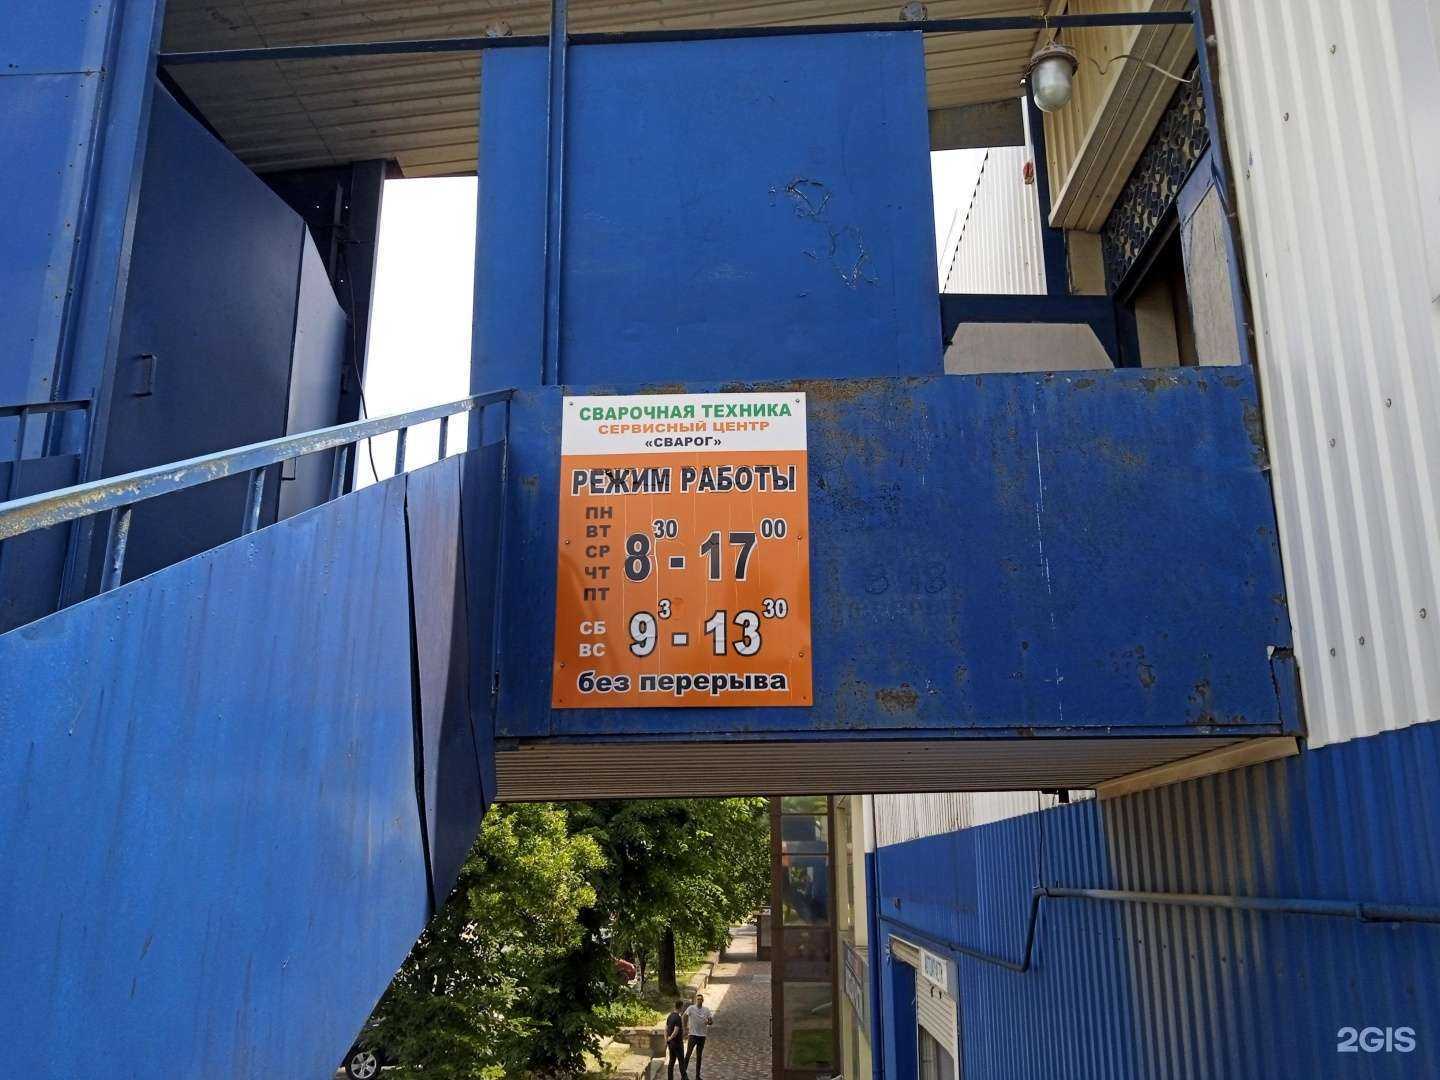 СВАРОЧНАЯ ТЕХНИКА
СЕРВИСНЫЙ ЦЕНТР
«СВАРОГ»
РЕЖИМ РАБОТЫ
ПН
ВТ
СР
ЧТ
ПТ
8 30 - 17 00
СБ
ВС
9 3 - 13 30
без перерыва
2GIS